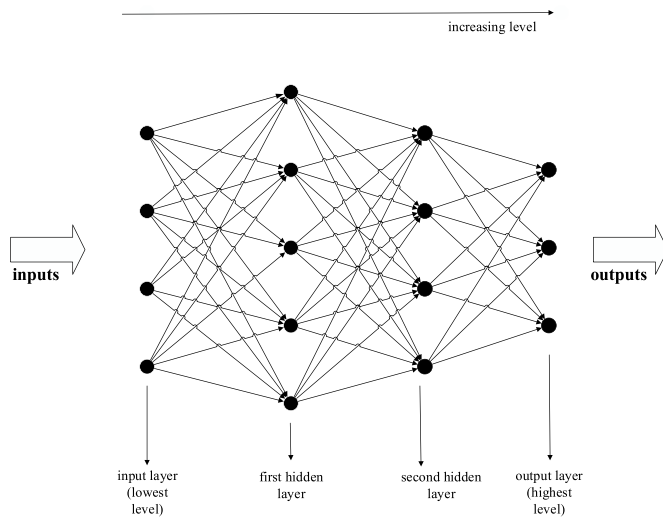 increasing level
inputs
outputs
input layer
(lowest
level)
first hidden
layer
second hidden
layer
output layer
(highest
level)